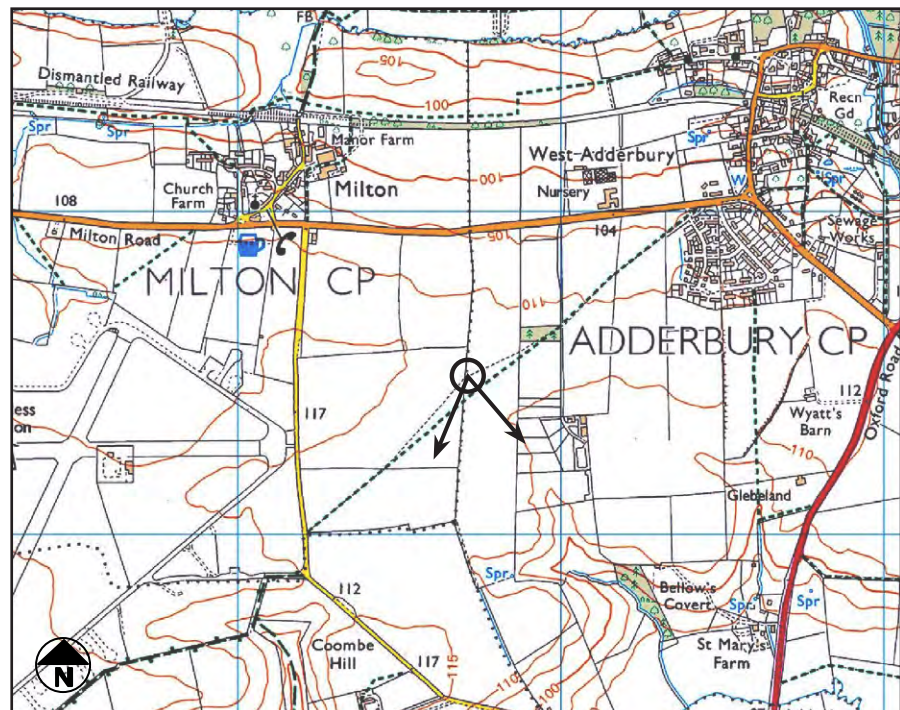 FB
105
Dismantled Railway
100
Recn
Gd
Spr
Spr
Manor Farm
Spr
West Adderbury
100
Spr
Church
Farm
Milton
Nursery
W
108
Milton Road
105
104
Sewage
Works
MILTON CP
110
ADDERBURY CP
117
112
Wyatt's
Barn
Oxford Road
ess
on
110
Glebeland
Spr
112
Bellow's
Covert
Spr
Spr
Coombe
Hill
117
115
110
100
St Mary's
Farm
N